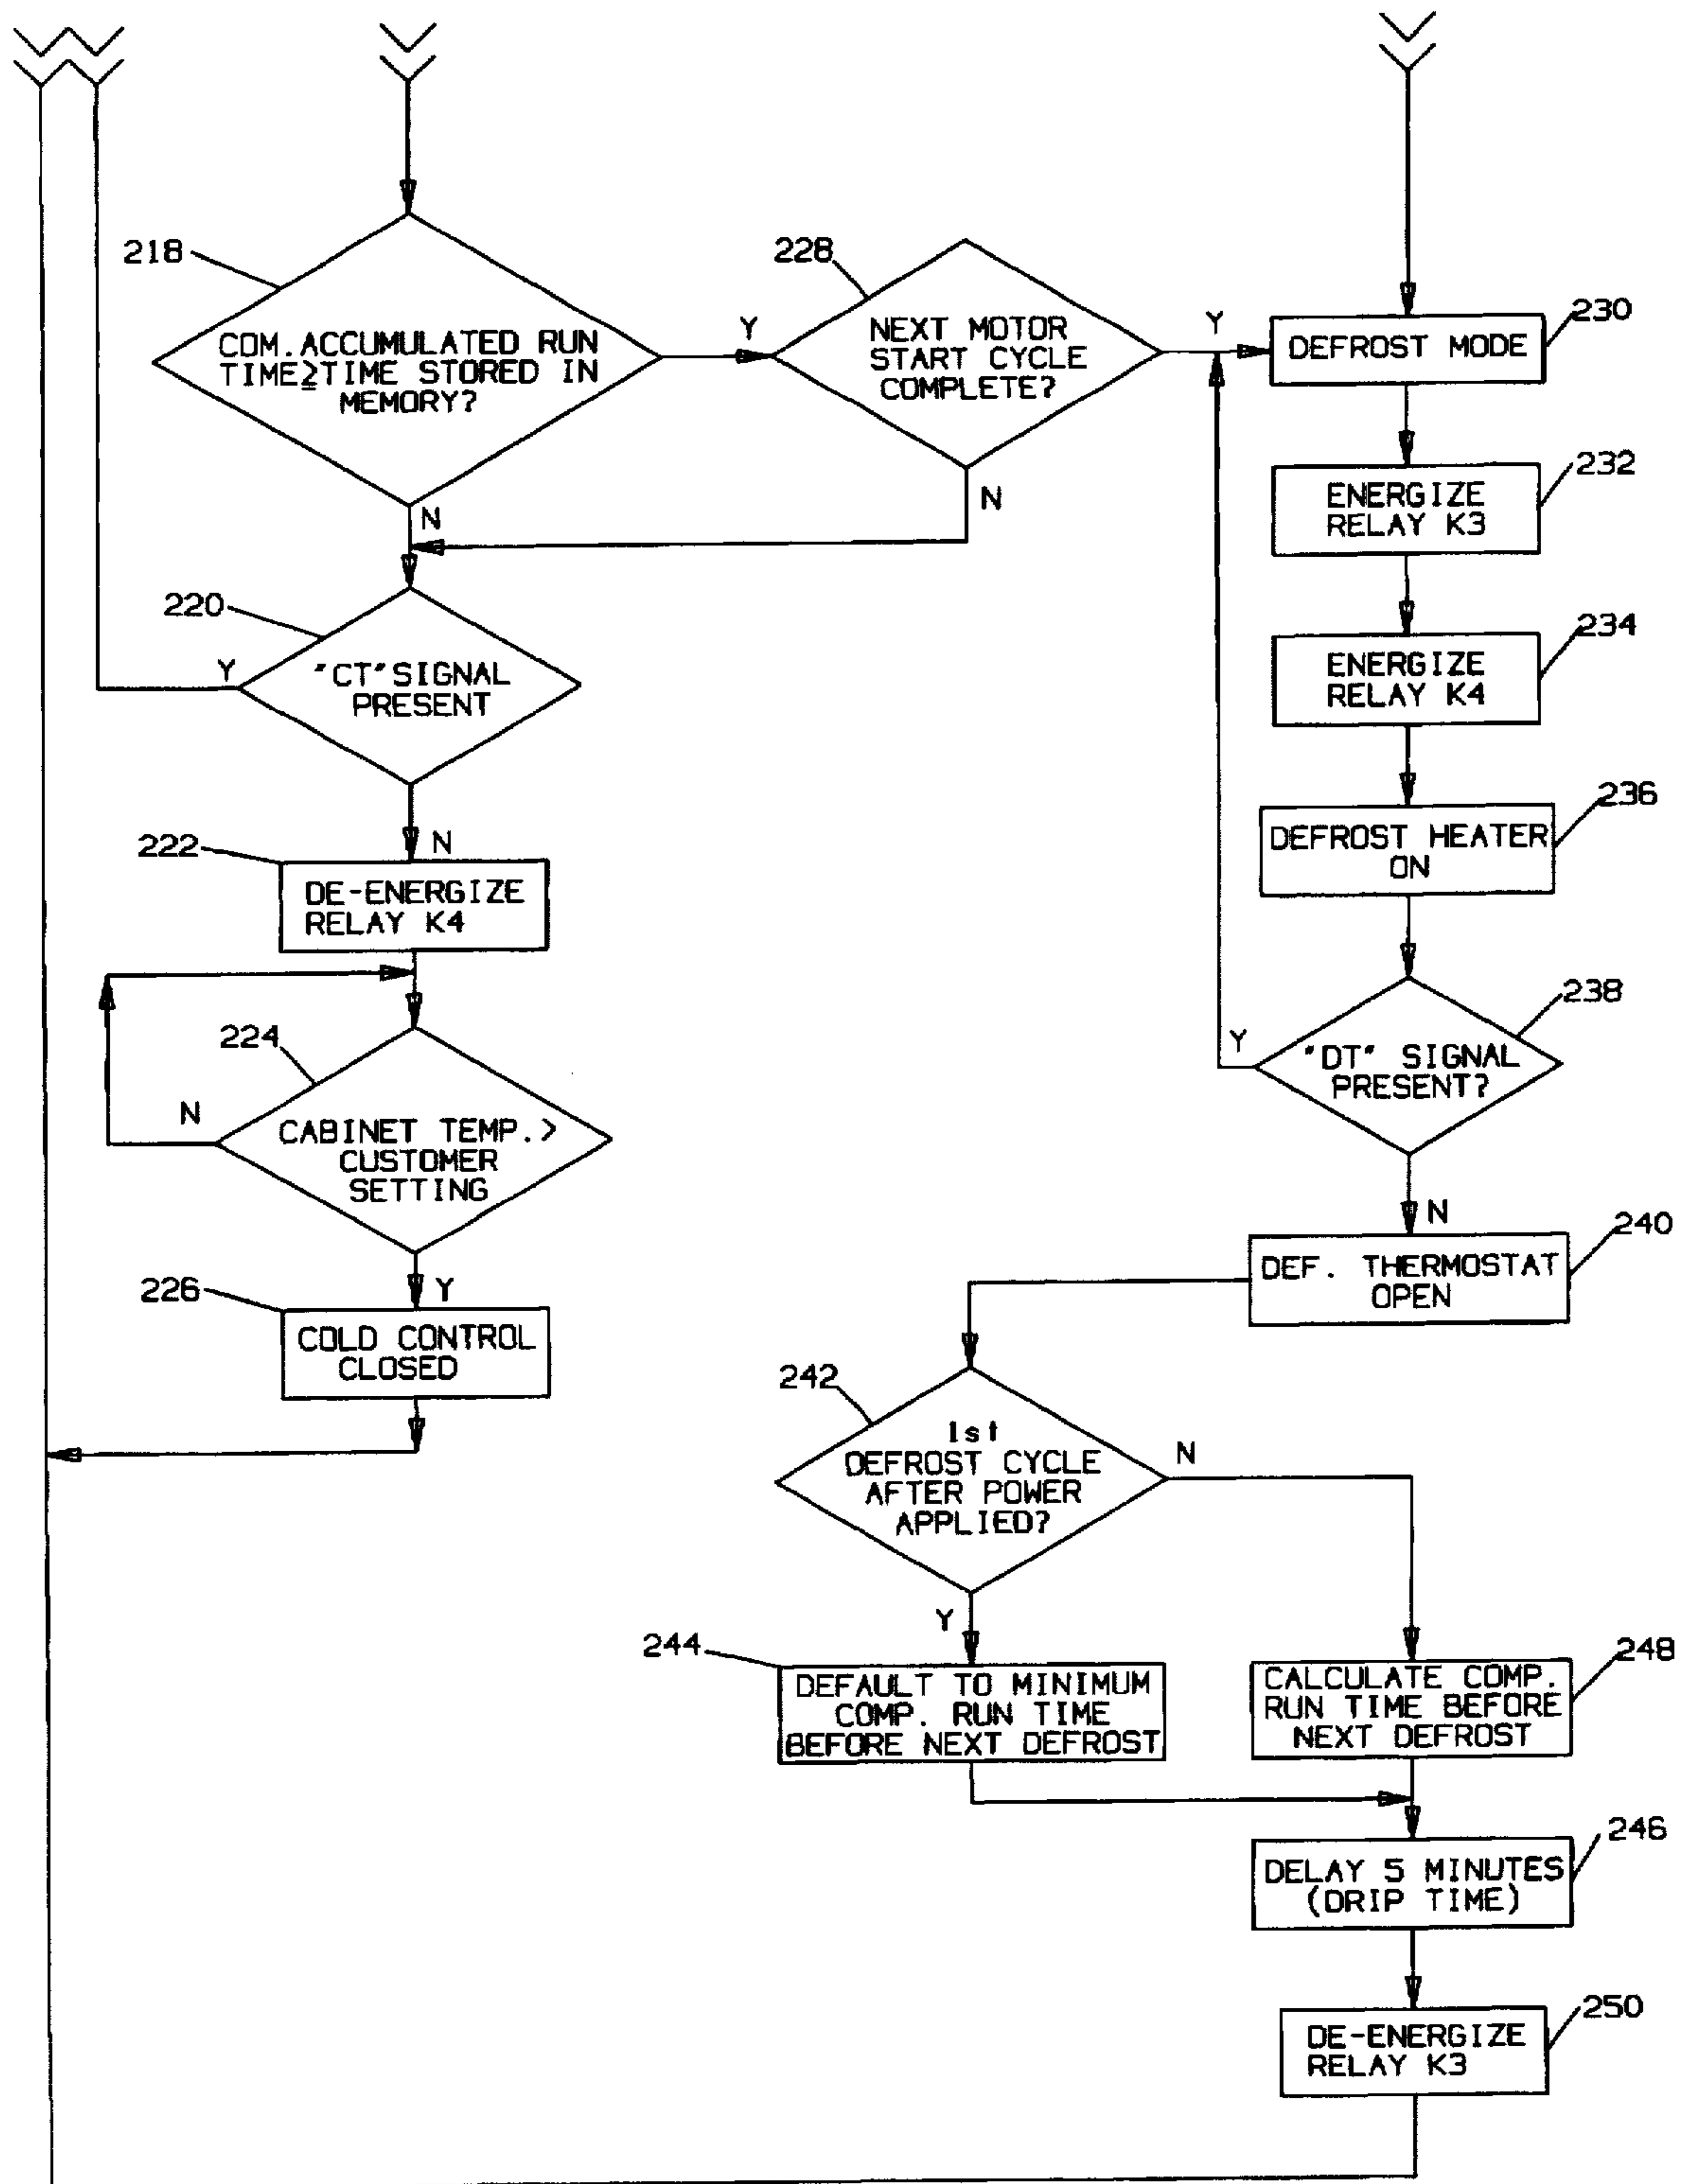 218
COM.ACCUMULATED RUN
TIME≥TIME STORED IN
MEMORY?
Y
N
228
NEXT MOTOR
START CYCLE
COMPLETE?
Y
N
230
DEFROST MODE
232
ENERGIZE
RELAY K3
234
ENERGIZE
RELAY K4
236
DEFROST HEATER
ON
238
"DT" SIGNAL
PRESENT?
Y
N
220
"CT" SIGNAL
PRESENT
Y
N
222
DE-ENERGIZE
RELAY K4
224
CABINET TEMP.>
CUSTOMER
SETTING
N
Y
226
COLD CONTROL
CLOSED
240
DEF. THERMOSTAT
OPEN
242
1st
DEFROST CYCLE
AFTER POWER
APPLIED?
N
Y
244
DEFAULT TO MINIMUM
COMP. RUN TIME
BEFORE NEXT DEFROST
248
CALCULATE COMP.
RUN TIME BEFORE
NEXT DEFROST
246
DELAY 5 MINUTES
(DRIP TIME)
250
DE-ENERGIZE
RELAY K3